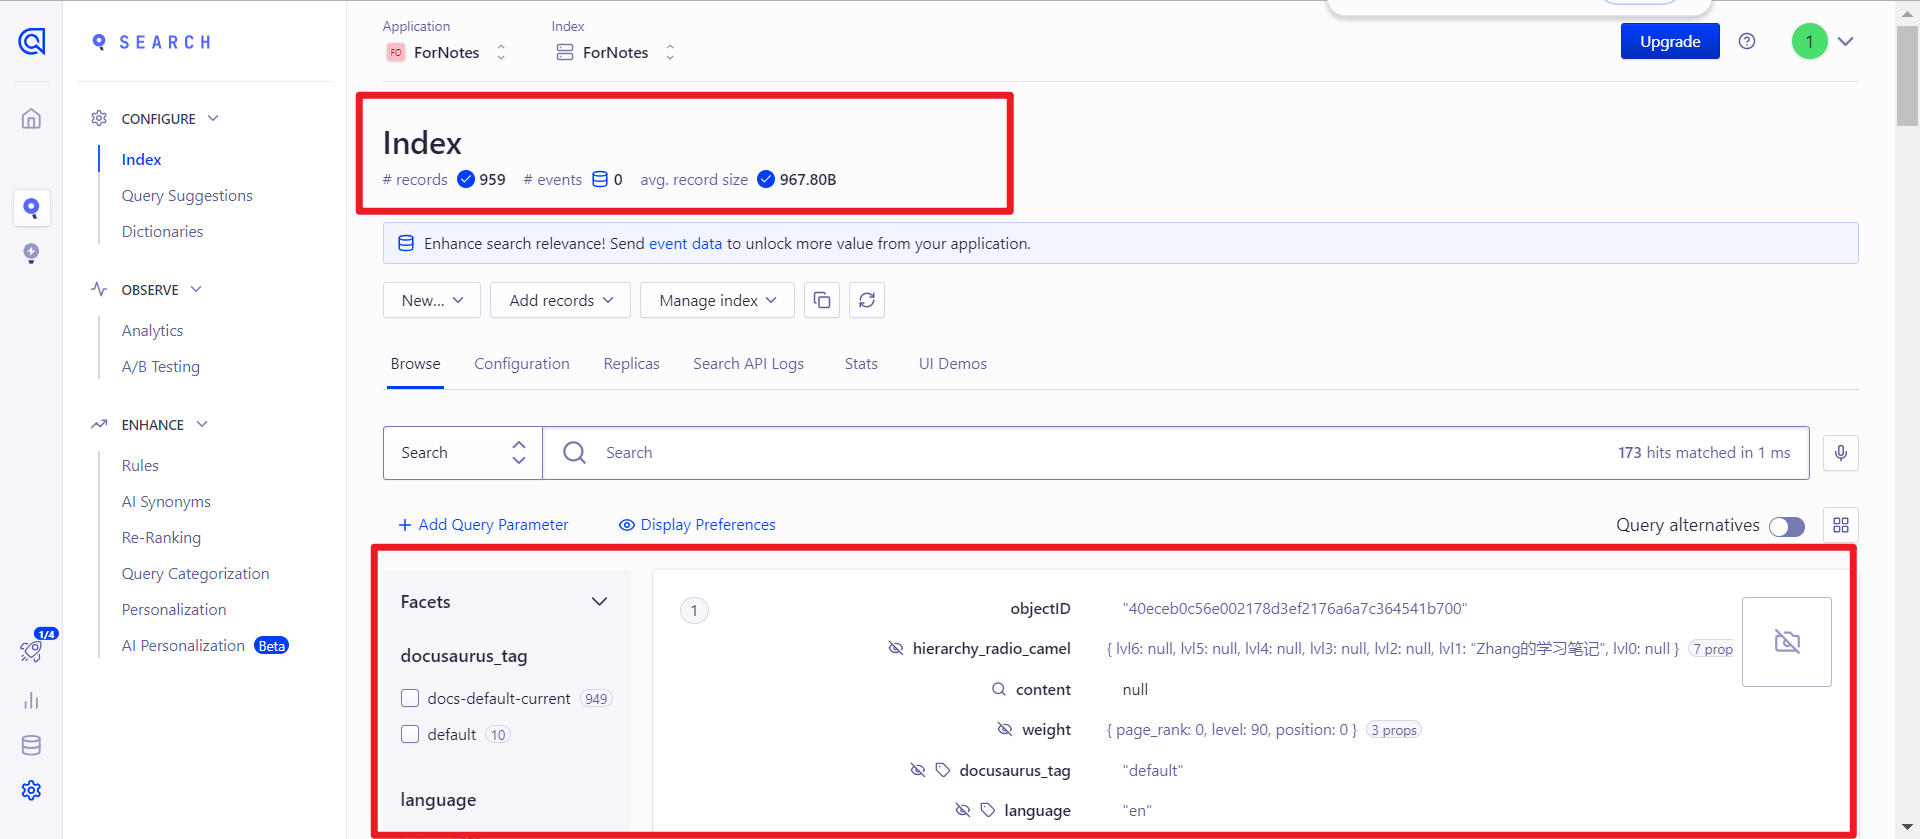 SEARCH
Application
FO ForNotes
Index
ForNotes
Upgrade
1
CONFIGURE
Index
Query Suggestions
Dictionaries
OBSERVE
Analytics
A/B Testing
ENHANCE
Rules
AI Synonyms
Re-Ranking
Query Categorization
Personalization
AI Personalization Beta
1/4
Index
# records 959 # events 0 avg. record size 967.80B
Enhance search relevance! Send event data to unlock more value from your application.
New... Add records Manage index
Browse Configuration Replicas Search API Logs Stats UI Demos
Search Search 173 hits matched in 1 ms
Add Query Parameter Display Preferences Query alternatives
Facets
docusaurus_tag
docs-default-current 949
default 10
language
1
objectID "40eceb0c56e002178d3ef2176a6a7c364541b700"
hierarchy_radio_camel { lvl6: null, lvl5: null, lvl4: null, lvl3: null, lvl2: null, lvl1: "Zhang的学习笔记", lvl0: null } 7 prop
content null
weight { page_rank: 0, level: 90, position: 0 } 3 props
docusaurus_tag "default"
language "en"